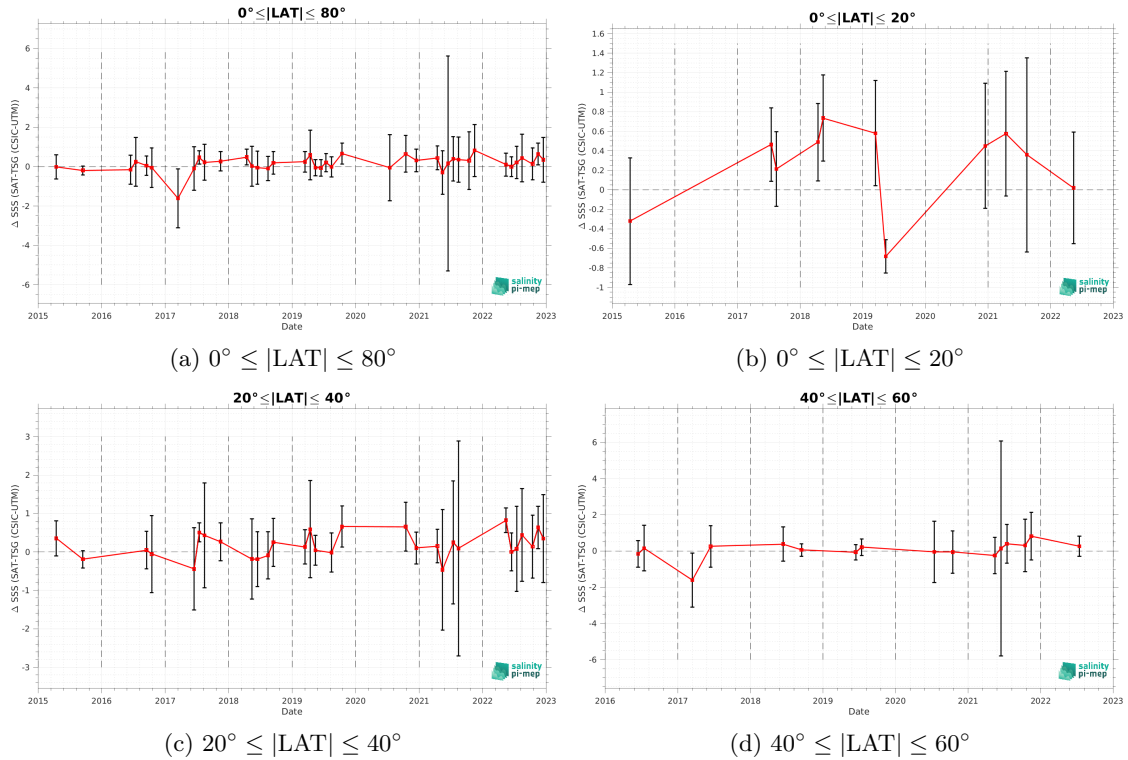 0°≤|LAT|≤ 80°
Δ SSS (SAT-TSG (CSIC-UTM))
6
4
2
0
-2
-4
-6
2015 2016 2017 2018 2019 2020 2021 2022 2023
Date
salinity
pi-mep
(a) 0° ≤ |LAT| ≤ 80°
0°≤|LAT|≤ 20°
Δ SSS (SAT-TSG (CSIC-UTM))
1.6
1.4
1.2
1
0.8
0.6
0.4
0.2
0
-0.2
-0.4
-0.6
-0.8
-1
2015 2016 2017 2018 2019 2020 2021 2022 2023
Date
salinity
pi-mep
(b) 0° ≤ |LAT| ≤ 20°
20°≤|LAT|≤ 40°
Δ SSS (SAT-TSG (CSIC-UTM))
3
2
1
0
-1
-2
-3
2015 2016 2017 2018 2019 2020 2021 2022 2023
Date
salinity
pi-mep
(c) 20° ≤ |LAT| ≤ 40°
40°≤|LAT|≤ 60°
Δ SSS (SAT-TSG (CSIC-UTM))
6
4
2
0
-2
-4
-6
2016 2017 2018 2019 2020 2021 2022 2023
Date
salinity
pi-mep
(d) 40° ≤ |LAT| ≤ 60°